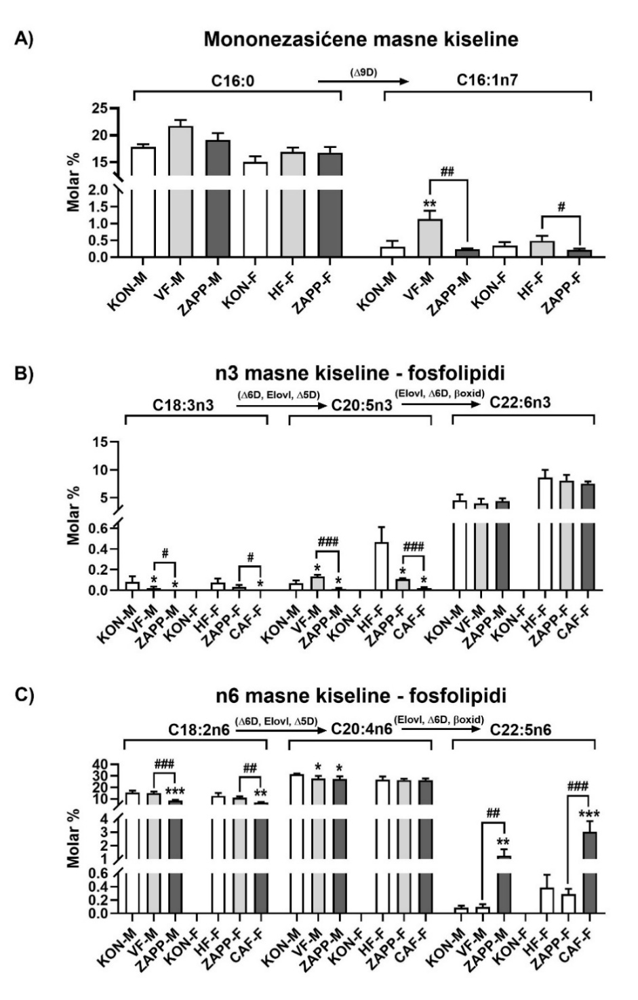 A)
Mononezasićene masne kiseline
C16:0
(Δ9D)
C16:1n7
Molar %
25
20
15
2.0
1.5
1.0
0.5
0.0
**
##
#
KON-M
VF-M
ZAPP-M
KON-F
HF-F
ZAPP-F
KON-M
VF-M
ZAPP-M
KON-F
HF-F
ZAPP-F
B)
n3 masne kiseline - fosfolipidi
C18:3n3
(Δ6D, Elovl, Δ5D)
C20:5n3
(Elovl, Δ6D, βoxid)
C22:6n3
Molar %
15
10
5
0.6
0.4
0.2
0.0
#
*
*
#
*
###
*
*
###
*
*
KON-M
VF-M
ZAPP-M
KON-F
HF-F
ZAPP-F
CAF-F
KON-M
VF-M
ZAPP-M
KON-F
HF-F
ZAPP-F
CAF-F
KON-M
VF-M
ZAPP-M
KON-F
HF-F
ZAPP-F
CAF-F
C)
n6 masne kiseline - fosfolipidi
C18:2n6
(Δ6D, Elovl, Δ5D)
C20:4n6
(Elovl, Δ6D, βoxid)
C22:5n6
Molar %
40
30
20
10
4
3
2
1
0.6
0.4
0.2
0.0
###
***
##
**
*
*
##
**
###
***
KON-M
VF-M
ZAPP-M
KON-F
HF-F
ZAPP-F
CAF-F
KON-M
VF-M
ZAPP-M
KON-F
HF-F
ZAPP-F
CAF-F
KON-M
VF-M
ZAPP-M
KON-F
HF-F
ZAPP-F
CAF-F